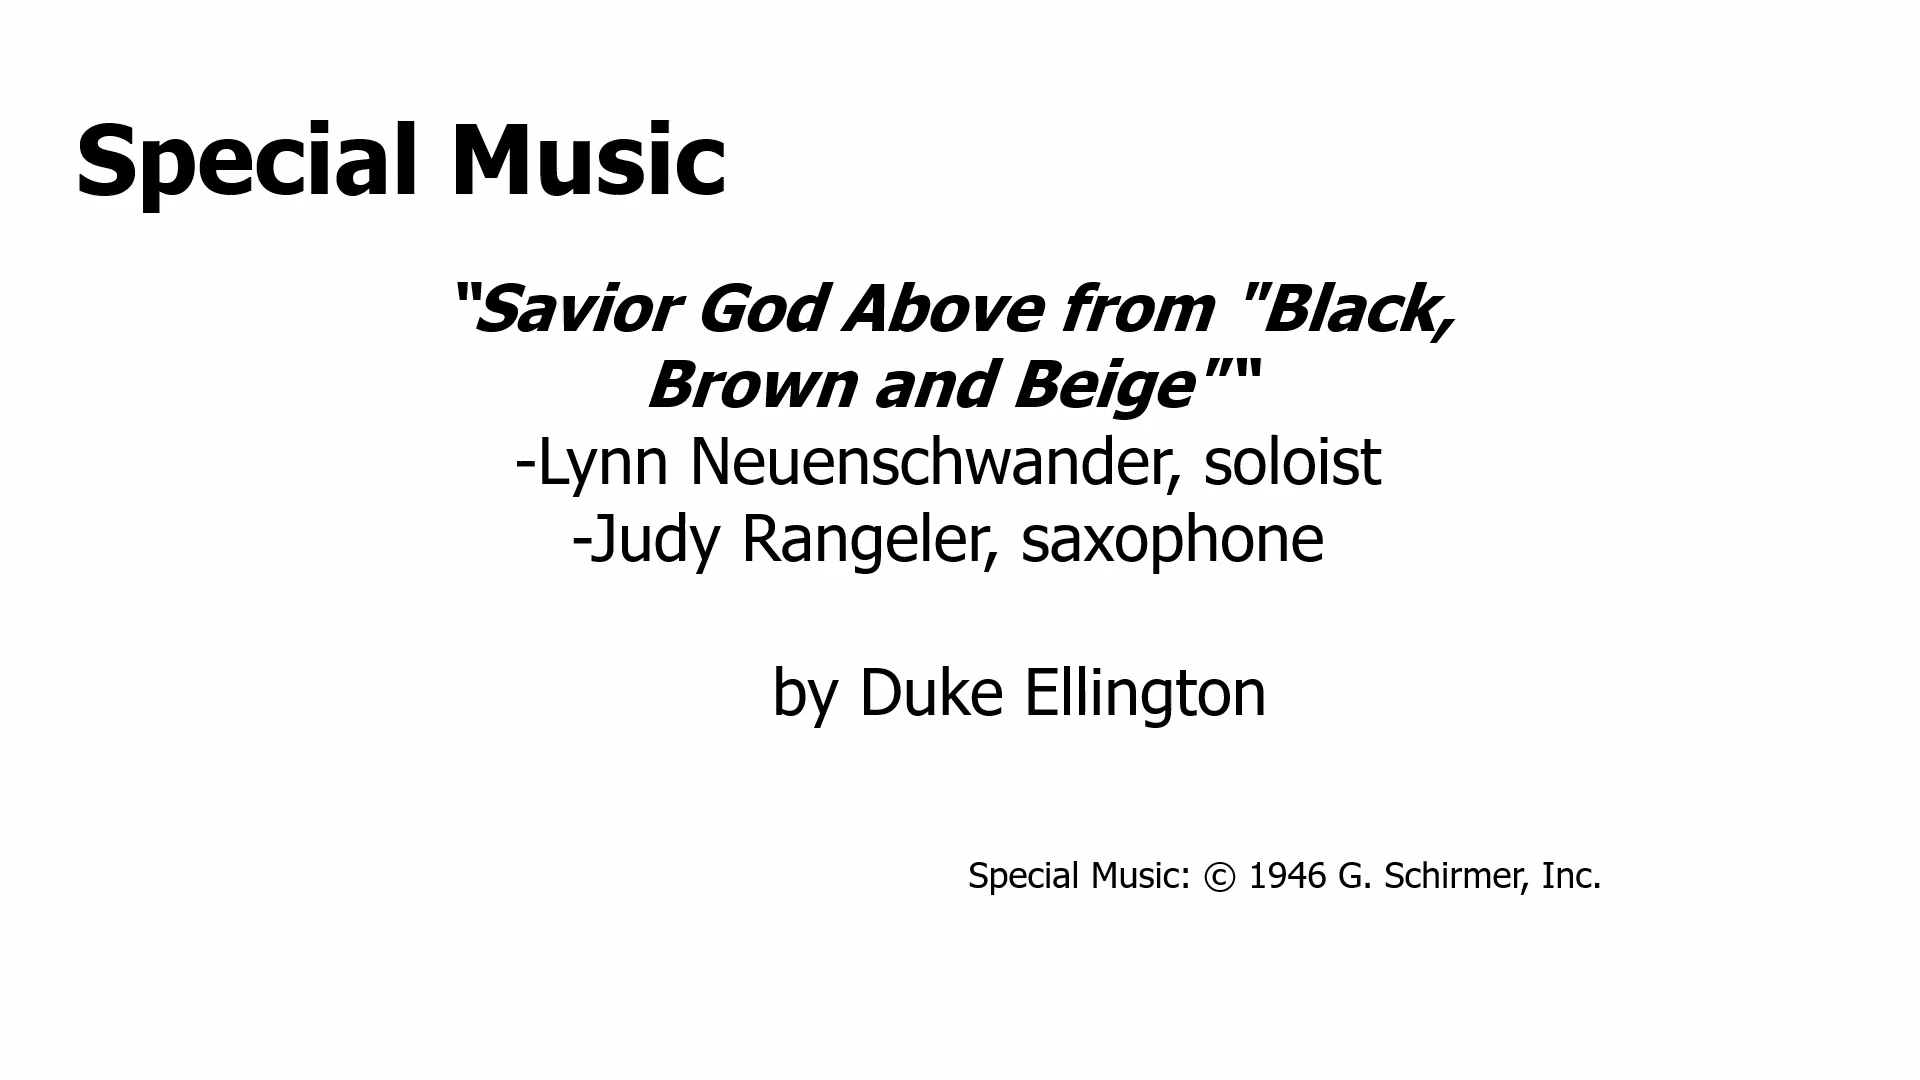 Special Music
“Savior God Above from "Black,
Brown and Beige”“
-Lynn Neuenschwander, soloist
-Judy Rangeler, saxophone
by Duke Ellington
Special Music: © 1946 G. Schirmer, Inc.